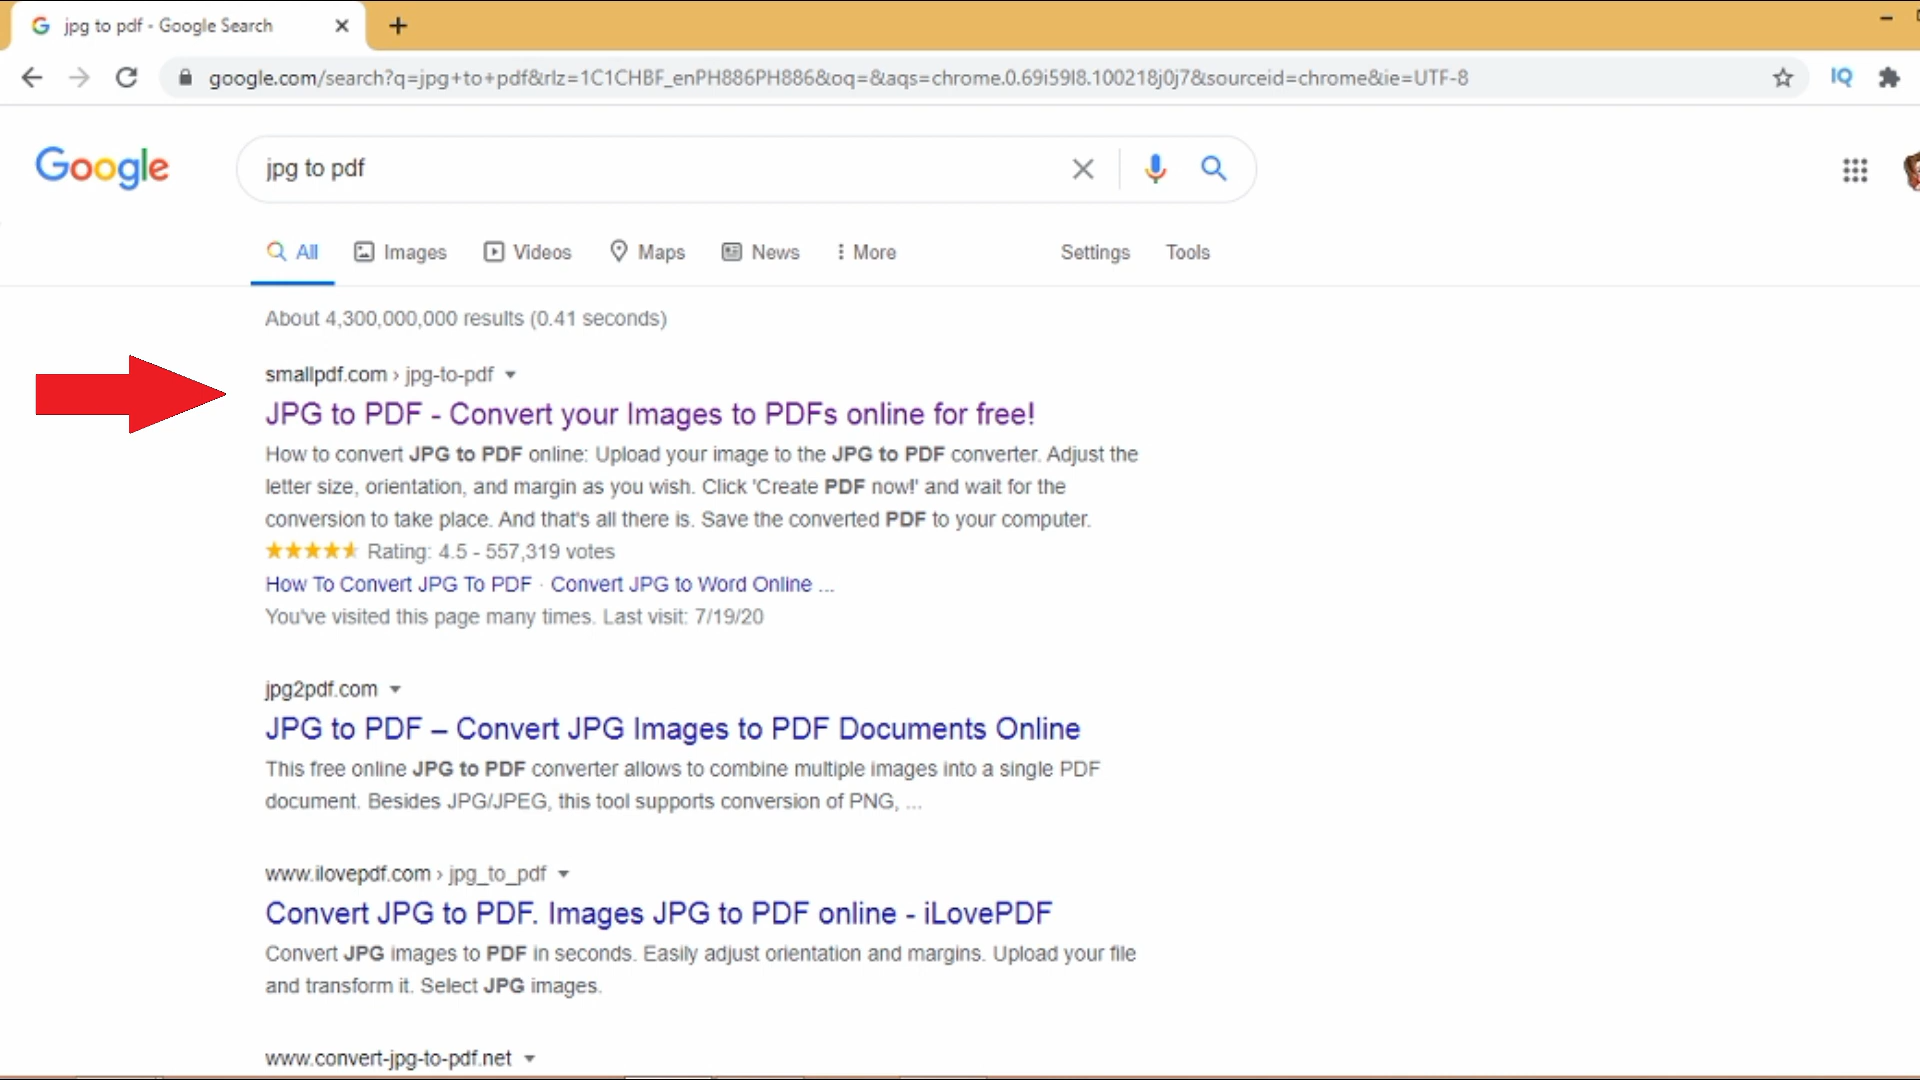 jpg to pdf - Google Search
google.com/search?q=jpg+to+pdf&rlz=1C1CHBF_enPH886PH886&oq=&aqs=chrome.0.69i59l8.100218j0j7&sourceid=chrome&ie=UTF-8
IQ
Google
jpg to pdf
All Images Videos Maps News More Settings Tools
About 4,300,000,000 results (0.41 seconds)
smallpdf.com › jpg-to-pdf
JPG to PDF - Convert your Images to PDFs online for free!
How to convert JPG to PDF online: Upload your image to the JPG to PDF converter. Adjust the
letter size, orientation, and margin as you wish. Click 'Create PDF now!' and wait for the
conversion to take place. And that's all there is. Save the converted PDF to your computer.
Rating: 4.5 - 557,319 votes
How To Convert JPG To PDF · Convert JPG to Word Online ...
You've visited this page many times. Last visit: 7/19/20
jpg2pdf.com
JPG to PDF – Convert JPG Images to PDF Documents Online
This free online JPG to PDF converter allows to combine multiple images into a single PDF
document. Besides JPG/JPEG, this tool supports conversion of PNG, ...
www.ilovepdf.com › jpg_to_pdf
Convert JPG to PDF. Images JPG to PDF online - iLovePDF
Convert JPG images to PDF in seconds. Easily adjust orientation and margins. Upload your file
and transform it. Select JPG images.
www.convert-jpg-to-pdf.net